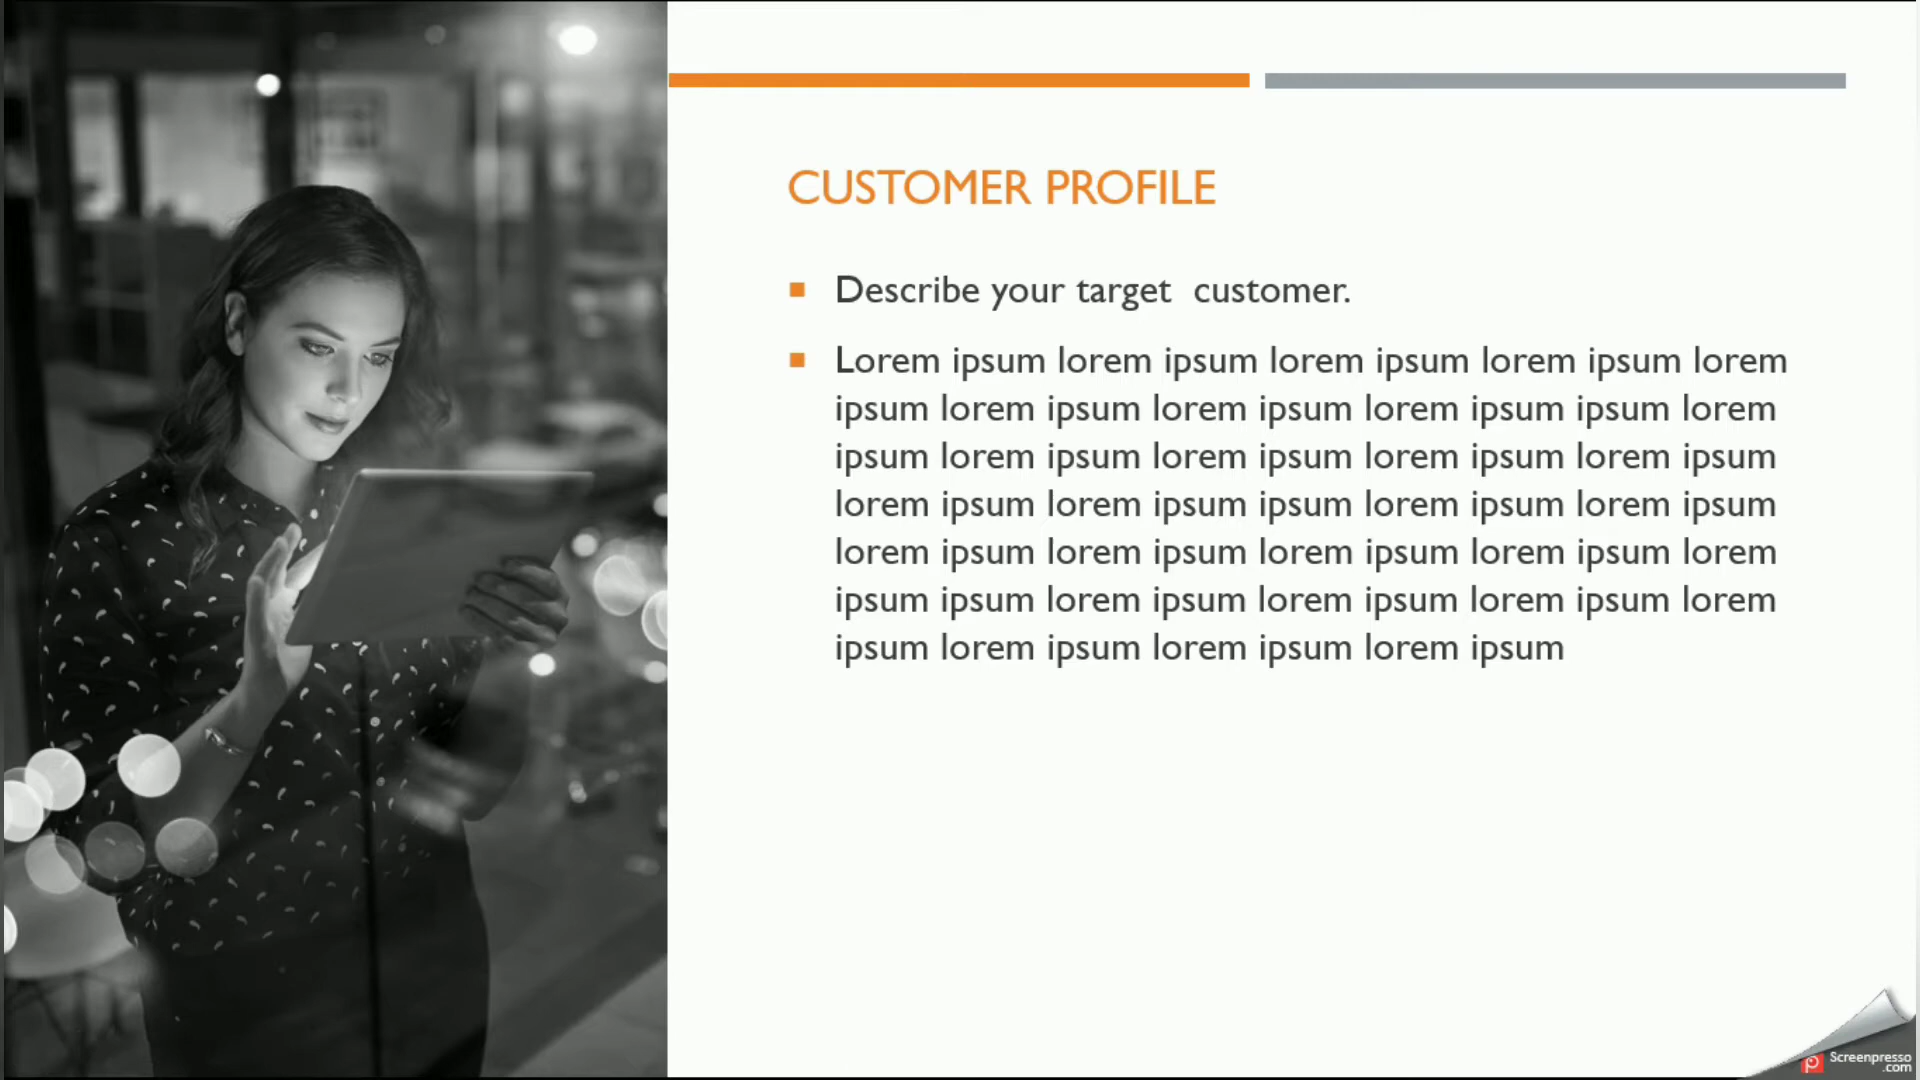 CUSTOMER PROFILE
Describe your target  customer.
Lorem ipsum lorem ipsum lorem ipsum lorem ipsum lorem
ipsum lorem ipsum lorem ipsum lorem ipsum ipsum lorem
ipsum lorem ipsum lorem ipsum lorem ipsum lorem ipsum
lorem ipsum lorem ipsum ipsum lorem ipsum lorem ipsum
lorem ipsum lorem ipsum lorem ipsum lorem ipsum lorem
ipsum ipsum lorem ipsum lorem ipsum lorem ipsum lorem
ipsum lorem ipsum lorem ipsum lorem ipsum
Screenpresso
.com